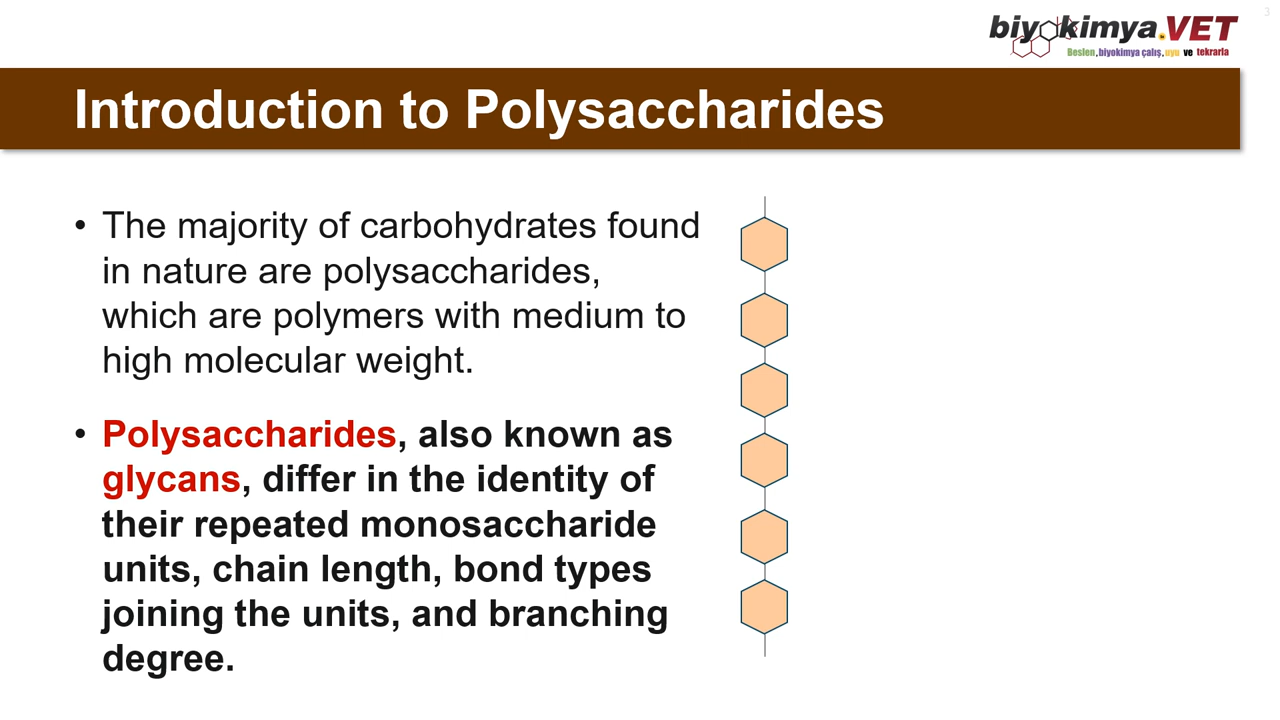 3
biyokimya.VET
Beslen, biyokimya çalış, uyu ve tekrarla
Introduction to Polysaccharides
• The majority of carbohydrates found
in nature are polysaccharides,
which are polymers with medium to
high molecular weight.
• Polysaccharides, also known as
glycans, differ in the identity of
their repeated monosaccharide
units, chain length, bond types
joining the units, and branching
degree.